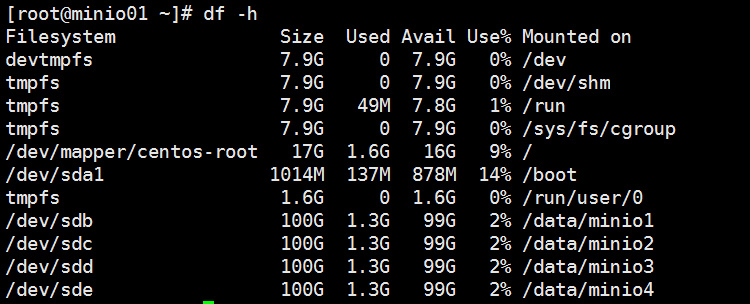 [root@minio01 ~]# df -h
Filesystem Size Used Avail Use% Mounted on
devtmpfs 7.9G 0 7.9G 0% /dev
tmpfs 7.9G 0 7.9G 0% /dev/shm
tmpfs 7.9G 49M 7.8G 1% /run
tmpfs 7.9G 0 7.9G 0% /sys/fs/cgroup
/dev/mapper/centos-root 17G 1.6G 16G 9% /
/dev/sda1 1014M 137M 878M 14% /boot
tmpfs 1.6G 0 1.6G 0% /run/user/0
/dev/sdb 100G 1.3G 99G 2% /data/minio1
/dev/sdc 100G 1.3G 99G 2% /data/minio2
/dev/sdd 100G 1.3G 99G 2% /data/minio3
/dev/sde 100G 1.3G 99G 2% /data/minio4